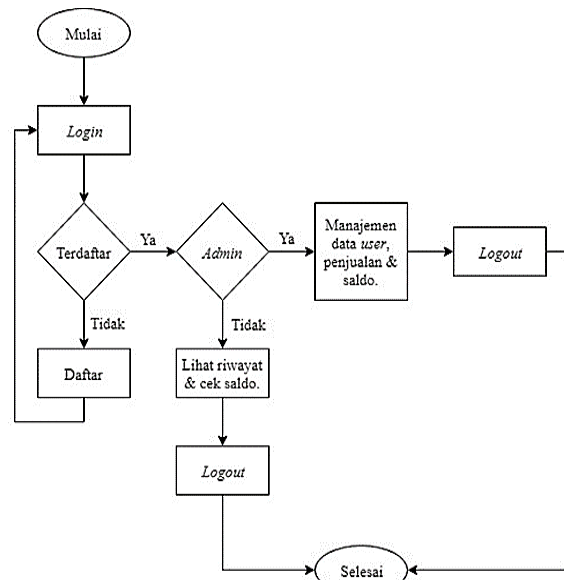 Mulai
Login
Terdaftar
Ya
Admin
Ya
Manajemen
data user,
penjualan &
saldo.
Logout
Tidak
Tidak
Daftar
Lihat riwayat
& cek saldo.
Logout
Selesai